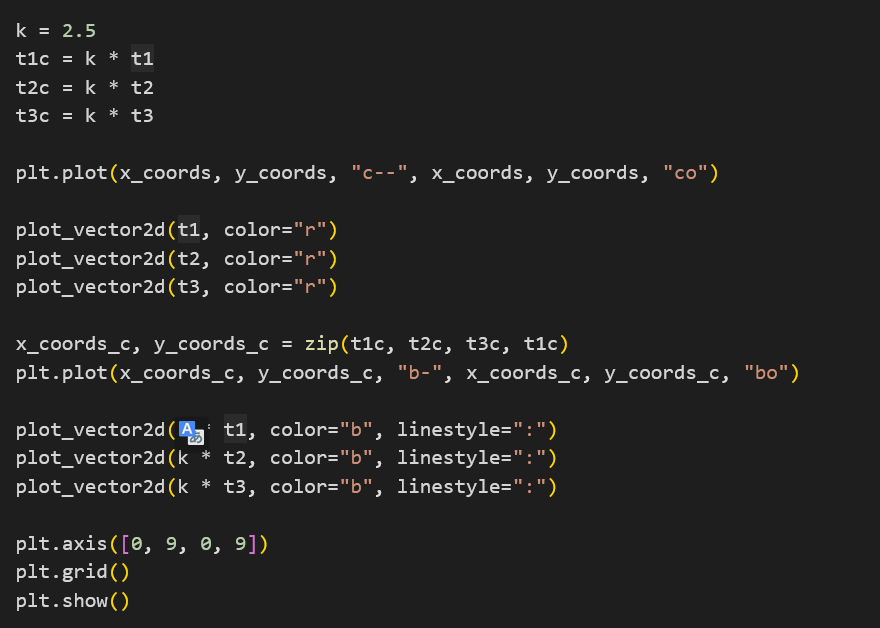 k = 2.5
t1c = k * t1
t2c = k * t2
t3c = k * t3
plt.plot(x_coords, y_coords, "c--", x_coords, y_coords, "co")
plot_vector2d(t1, color="r")
plot_vector2d(t2, color="r")
plot_vector2d(t3, color="r")
x_coords_c, y_coords_c = zip(t1c, t2c, t3c, t1c)
plt.plot(x_coords_c, y_coords_c, "b-", x_coords_c, y_coords_c, "bo")
plot_vector2d( t1, color="b", linestyle=":")
plot_vector2d(k * t2, color="b", linestyle=":")
plot_vector2d(k * t3, color="b", linestyle=":")
plt.axis([0, 9, 0, 9])
plt.grid()
plt.show()